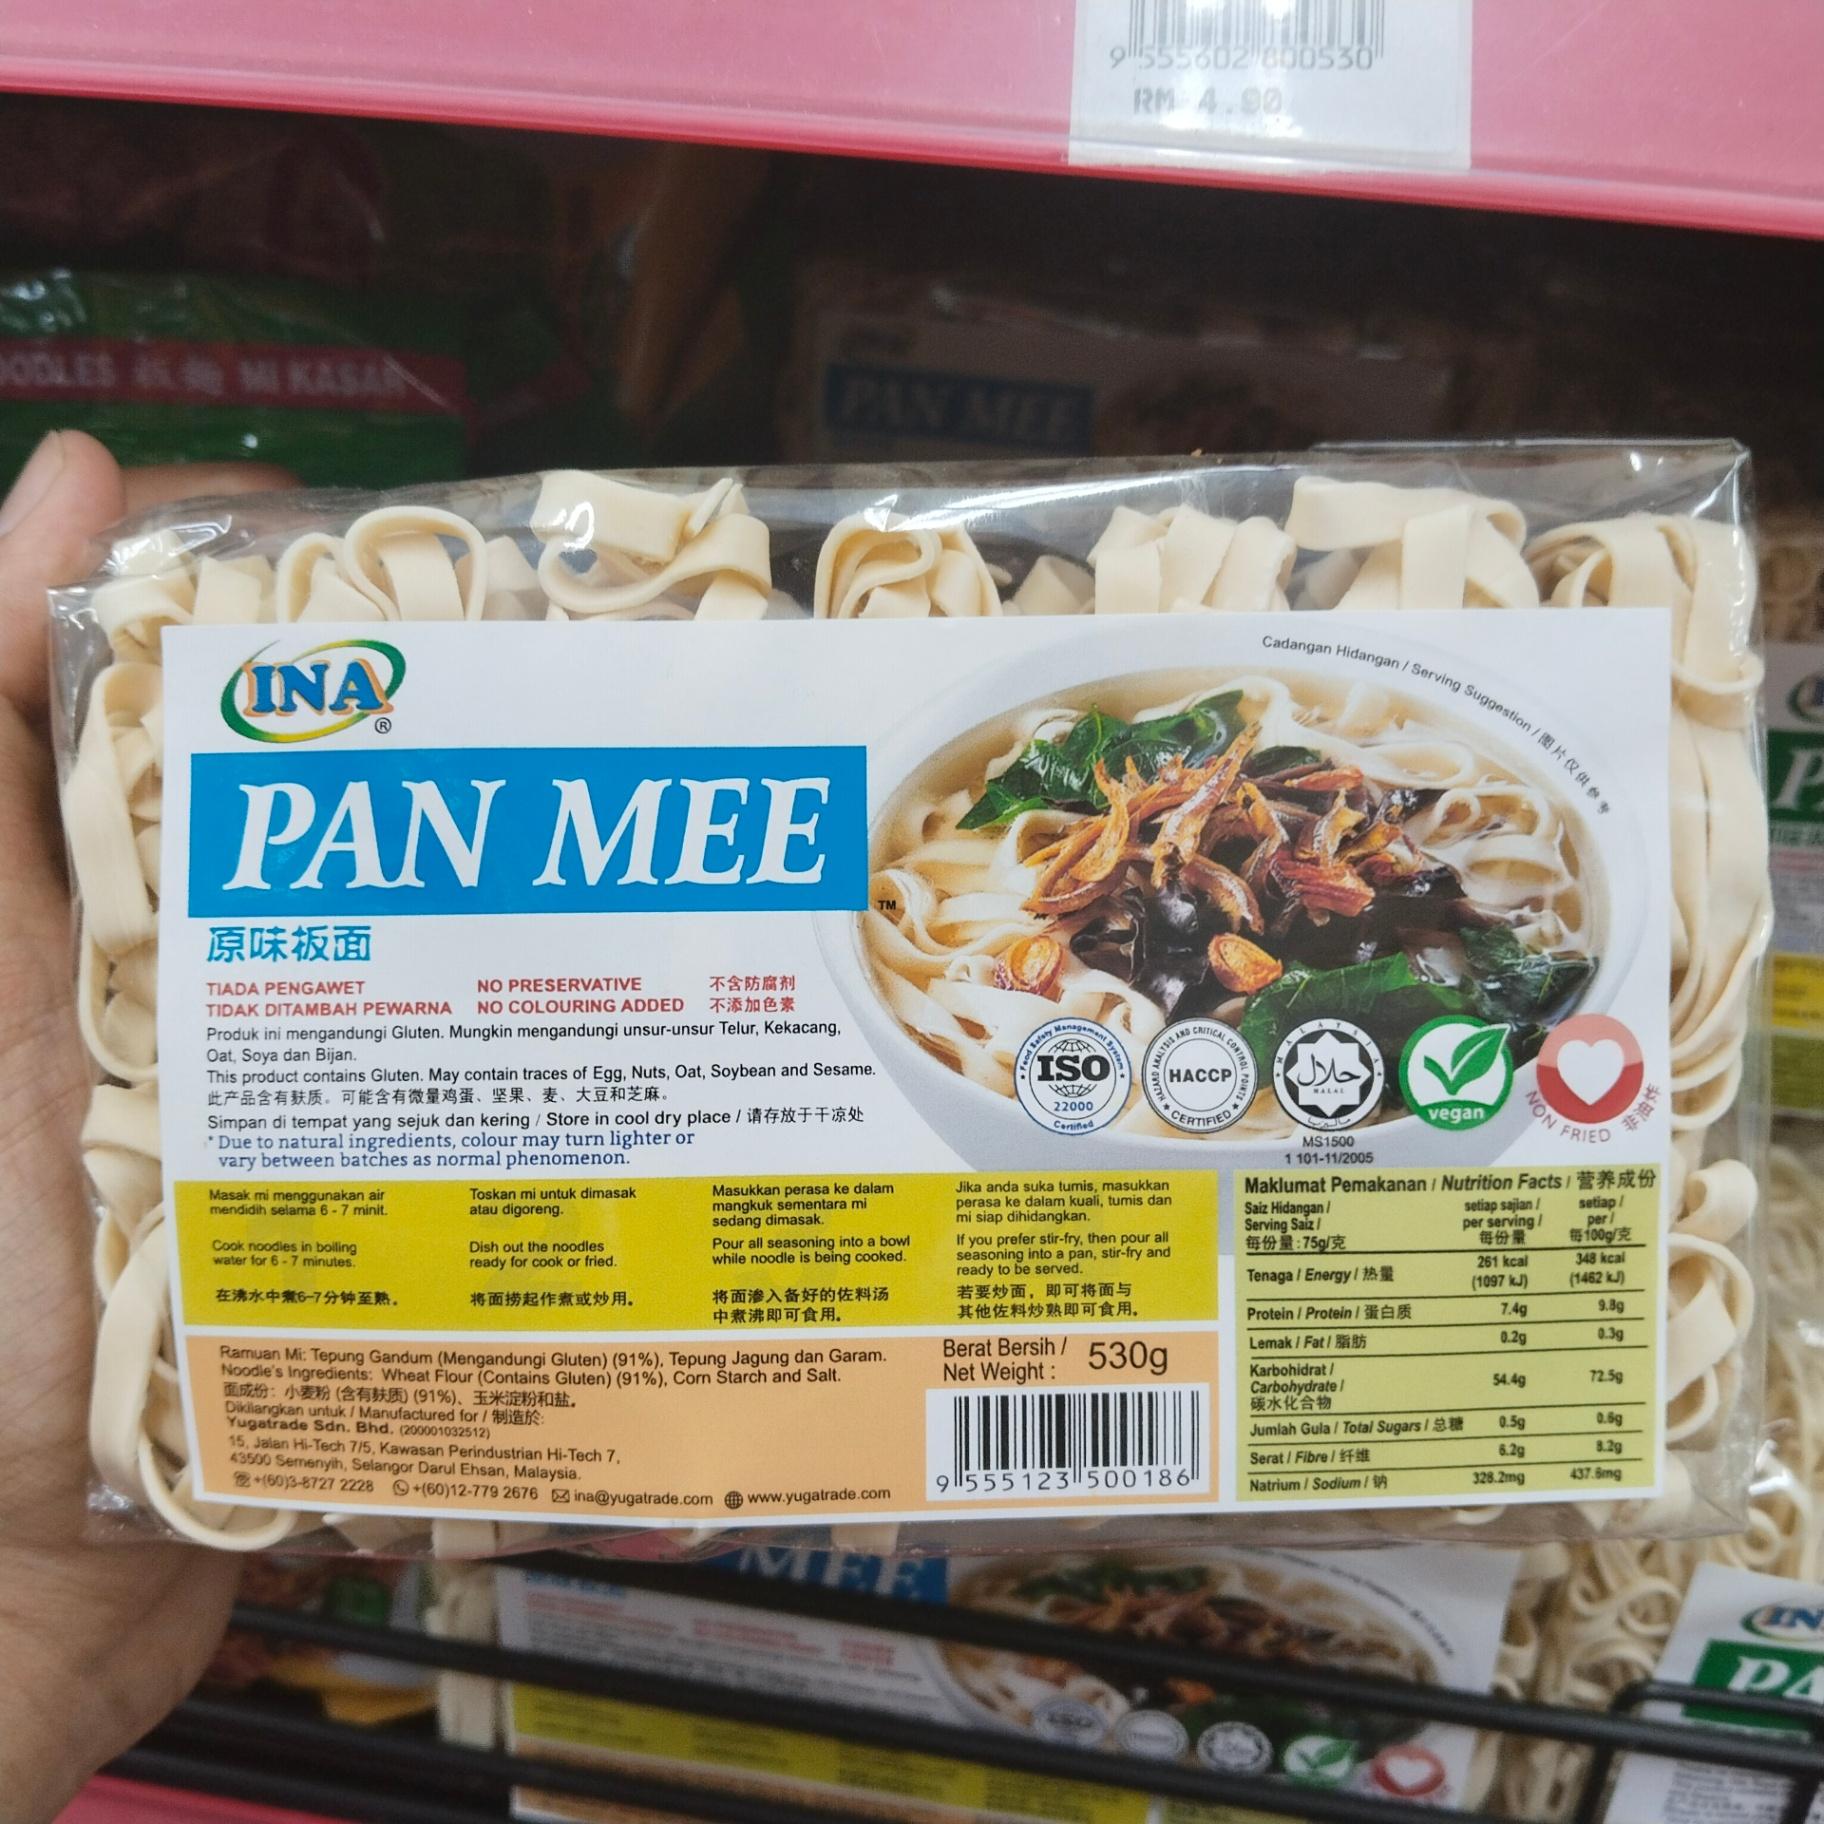 9 555602 800530
RM 4.90
OODLES 板麵 MI KASAR
PAN MEE
INA®
PAN MEE
TM
原味板面
TIADA PENGAWET NO PRESERVATIVE 不含防腐剂
TIDAK DITAMBAH PEWARNA NO COLOURING ADDED 不添加色素
Produk ini mengandungi Gluten. Mungkin mengandungi unsur-unsur Telur, Kekacang,
Oat, Soya dan Bijan.
This product contains Gluten. May contain traces of Egg, Nuts, Oat, Soybean and Sesame.
此产品含有麸质。可能含有微量鸡蛋、坚果、麦、大豆和芝麻。
Simpan di tempat yang sejuk dan kering / Store in cool dry place / 请存放于干凉处
* Due to natural ingredients, colour may turn lighter or
vary between batches as normal phenomenon.
Cadangan Hidangan / Serving Suggestion / 图片仅供参考
Food Safety Management System
ISO
22000
Certified
HAZARD ANALYSIS AND CRITICAL CONTROL POINTS
HACCP
CERTIFIED
MALAYSIA
حلال
HALAL
ماليزيا
MS1500
1 101-11/2005
vegan
NON FRIED 非油炸
Masak mi menggunakan air
mendidih selama 6 - 7 minit.
Cook noodles in boiling
water for 6 - 7 minutes.
在沸水中煮6-7分钟至熟。
Toskan mi untuk dimasak
atau digoreng.
Dish out the noodles
ready for cook or fried.
将面捞起作煮或炒用。
Masukkan perasa ke dalam
mangkuk sementara mi
sedang dimasak.
Pour all seasoning into a bowl
while noodle is being cooked.
将面渗入备好的佐料汤
中煮沸即可食用。
Jika anda suka tumis, masukkan
perasa ke dalam kuali, tumis dan
mi siap dihidangkan.
If you prefer stir-fry, then pour all
seasoning into a pan, stir-fry and
ready to be served.
若要炒面，即可将面与
其他佐料炒熟即可食用。
Maklumat Pemakanan / Nutrition Facts / 营养成份
Saiz Hidangan / setiap sajian / setiap /
Serving Saiz / per serving / per /
每份量：75g/克 每份量 每100g/克
Tenaga / Energy / 热量 261 kcal 348 kcal
(1097 kJ) (1462 kJ)
Protein / Protein / 蛋白质 7.4g 9.8g
Lemak / Fat / 脂肪 0.2g 0.3g
Karbohidrat /
Carbohydrate / 54.4g 72.5g
碳水化合物
Jumlah Gula / Total Sugars / 总糖 0.5g 0.6g
Serat / Fibre / 纤维 6.2g 8.2g
Natrium / Sodium / 钠 328.2mg 437.6mg
Ramuan Mi: Tepung Gandum (Mengandungi Gluten) (91%), Tepung Jagung dan Garam.
Noodle's Ingredients: Wheat Flour (Contains Gluten) (91%), Corn Starch and Salt.
面成份：小麦粉 (含有麸质) (91%)、玉米淀粉和盐。
Dikilangkan untuk / Manufactured for / 制造於:
Yugatrade Sdn. Bhd. (200001032512)
15, Jalan Hi-Tech 7/5, Kawasan Perindustrian Hi-Tech 7,
43500 Semenyih, Selangor Darul Ehsan, Malaysia.
+(60)3-8727 2228 +(60)12-779 2676 ina@yugatrade.com www.yugatrade.com
Berat Bersih /
Net Weight : 530g
9 555123 500186
MEE
IN
PA